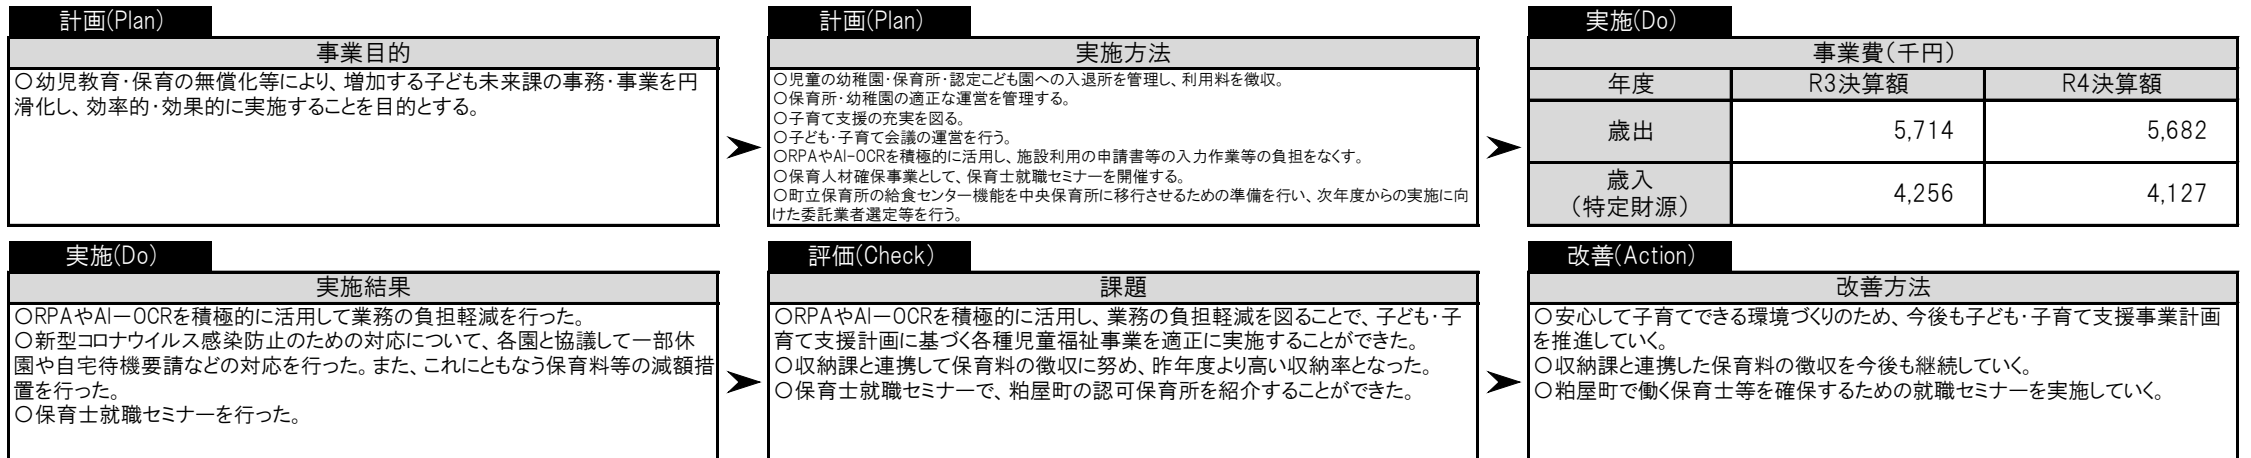 計画(Plan)
事業目的
〇幼児教育・保育の無償化等により、増加する子ども未来課の事務・事業を円
滑化し、効率的・効果的に実施することを目的とする。
計画(Plan)
実施方法
〇児童の幼稚園・保育所・認定こども園への入退所を管理し、利用料を徴収。
〇保育所・幼稚園の適正な運営を管理する。
〇子育て支援の充実を図る。
〇子ども・子育て会議の運営を行う。
〇RPAやAI-OCRを積極的に活用し、施設利用の申請書等の入力作業等の負担をなくす。
〇保育人材確保事業として、保育士就職セミナーを開催する。
〇町立保育所の給食センター機能を中央保育所に移行させるための準備を行い、次年度からの実施に向
けた委託業者選定等を行う。
実施(Do)
事業費(千円)
年度 R3決算額 R4決算額
歳出 5,714 5,682
歳入
(特定財源) 4,256 4,127
実施(Do)
実施結果
〇RPAやAI－OCRを積極的に活用して業務の負担軽減を行った。
〇新型コロナウイルス感染防止のための対応について、各園と協議して一部休
園や自宅待機要請などの対応を行った。また、これにともなう保育料等の減額措
置を行った。
〇保育士就職セミナーを行った。
評価(Check)
課題
〇RPAやAI－OCRを積極的に活用し、業務の負担軽減を図ることで、子ども・子
育て支援計画に基づく各種児童福祉事業を適正に実施することができた。
〇収納課と連携して保育料の徴収に努め、昨年度より高い収納率となった。
〇保育士就職セミナーで、粕屋町の認可保育所を紹介することができた。
改善(Action)
改善方法
〇安心して子育てできる環境づくりのため、今後も子ども・子育て支援事業計画
を推進していく。
〇収納課と連携した保育料の徴収を今後も継続していく。
〇粕屋町で働く保育士等を確保するための就職セミナーを実施していく。